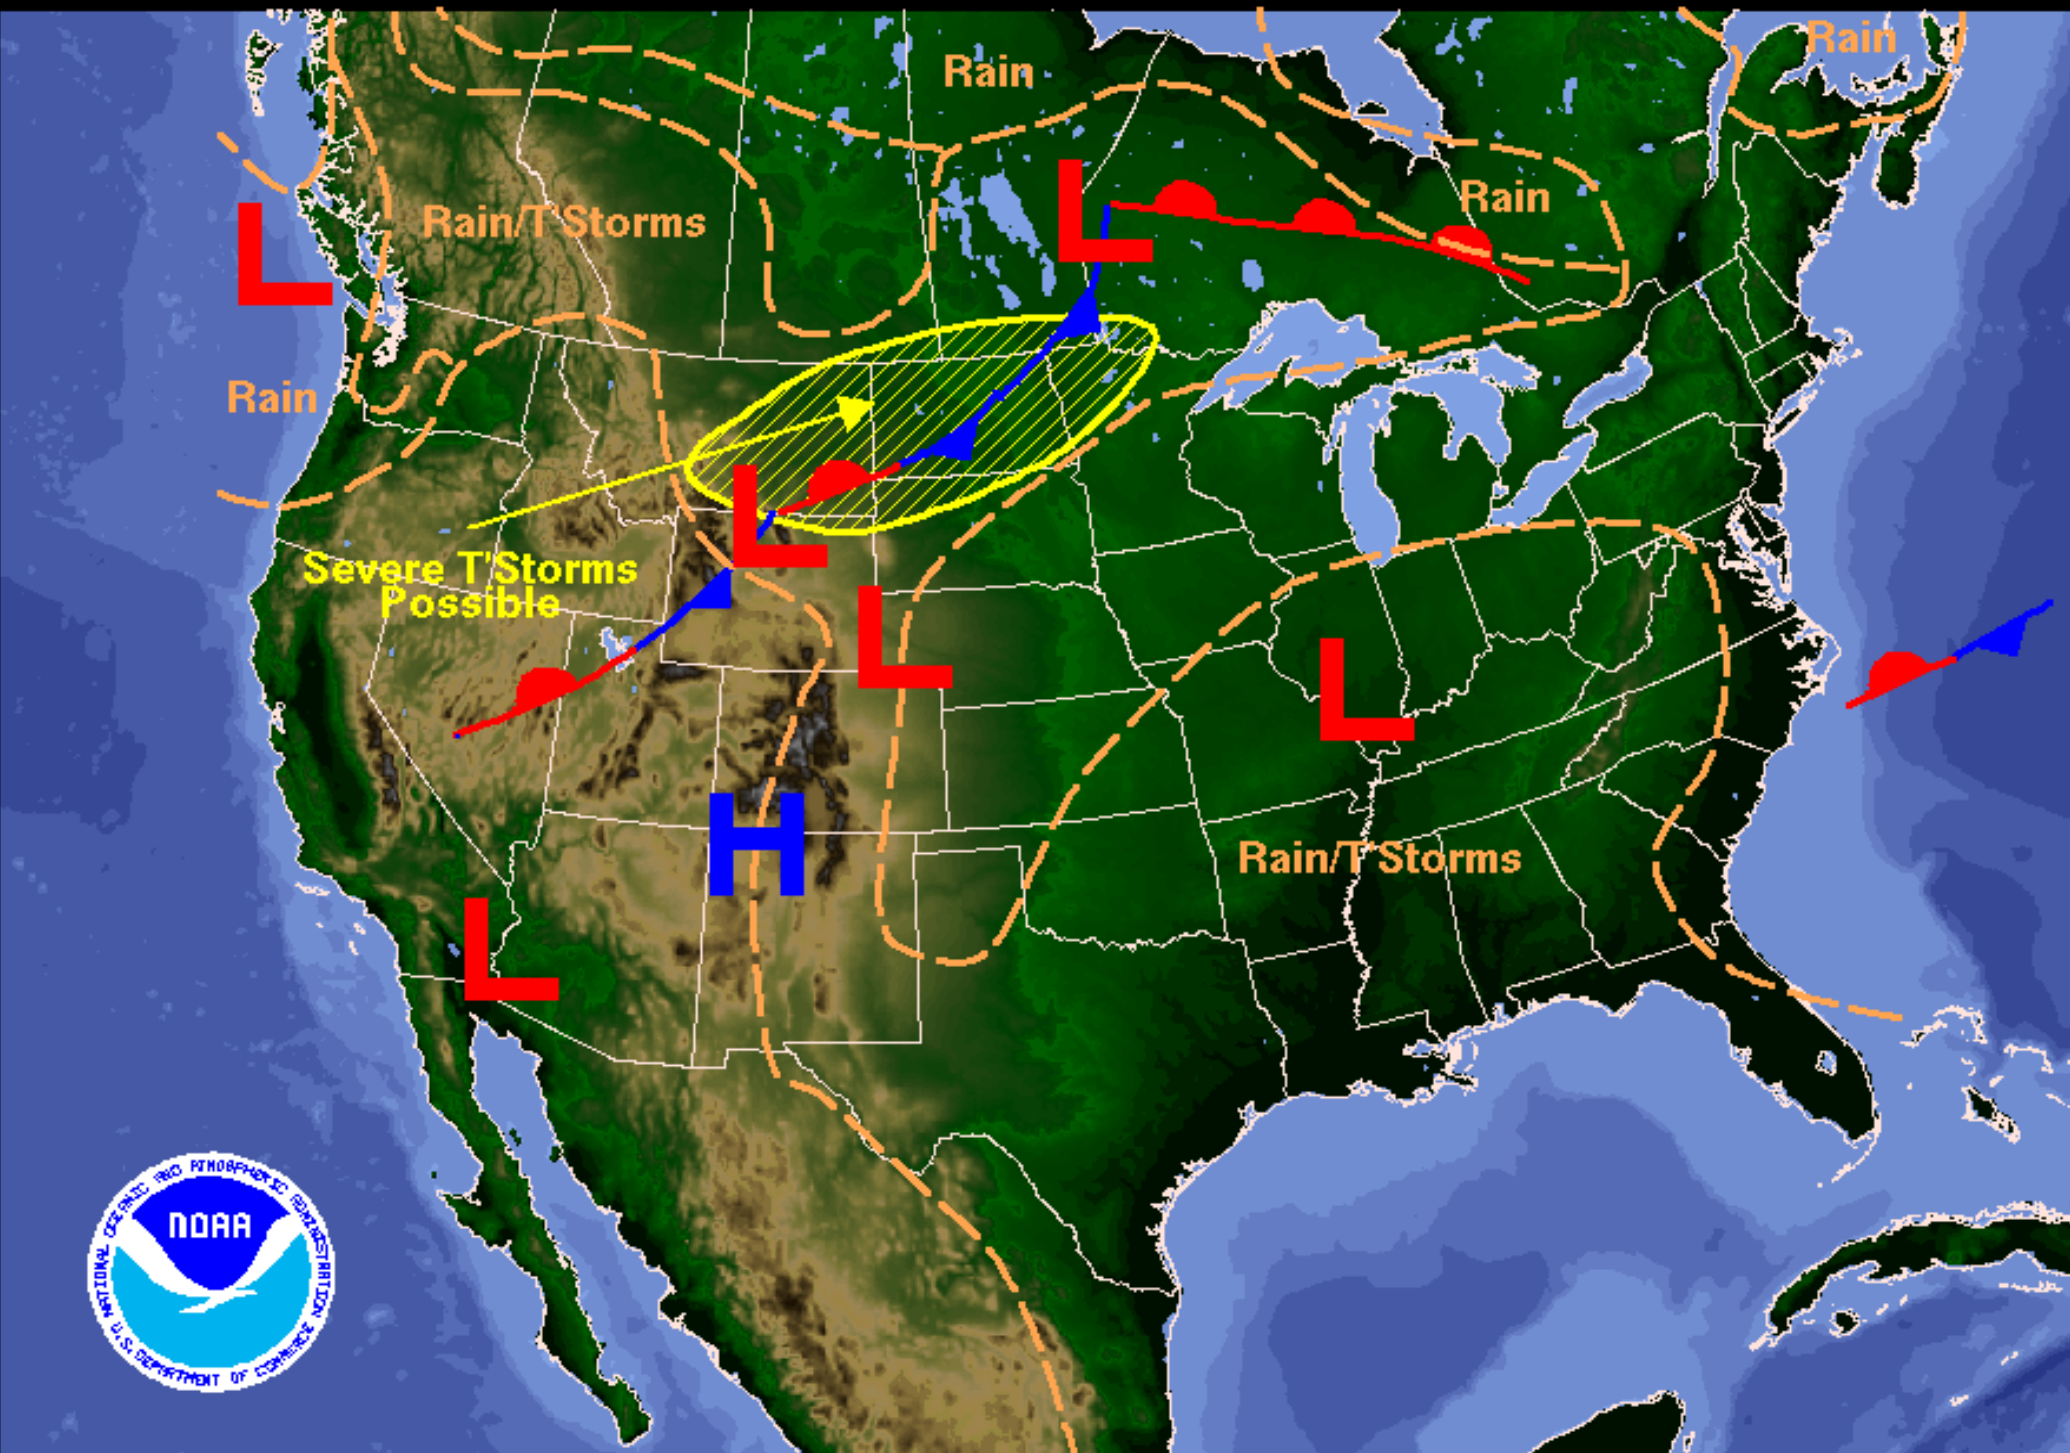 Rain
Rain
Rain
Rain/T'Storms
L
L
Rain
Severe T'Storms
Possible
L
L
L
H
Rain/T'Storms
L
NATIONAL OCEANIC AND ATMOSPHERIC ADMINISTRATION
NOAA
U.S. DEPARTMENT OF COMMERCE